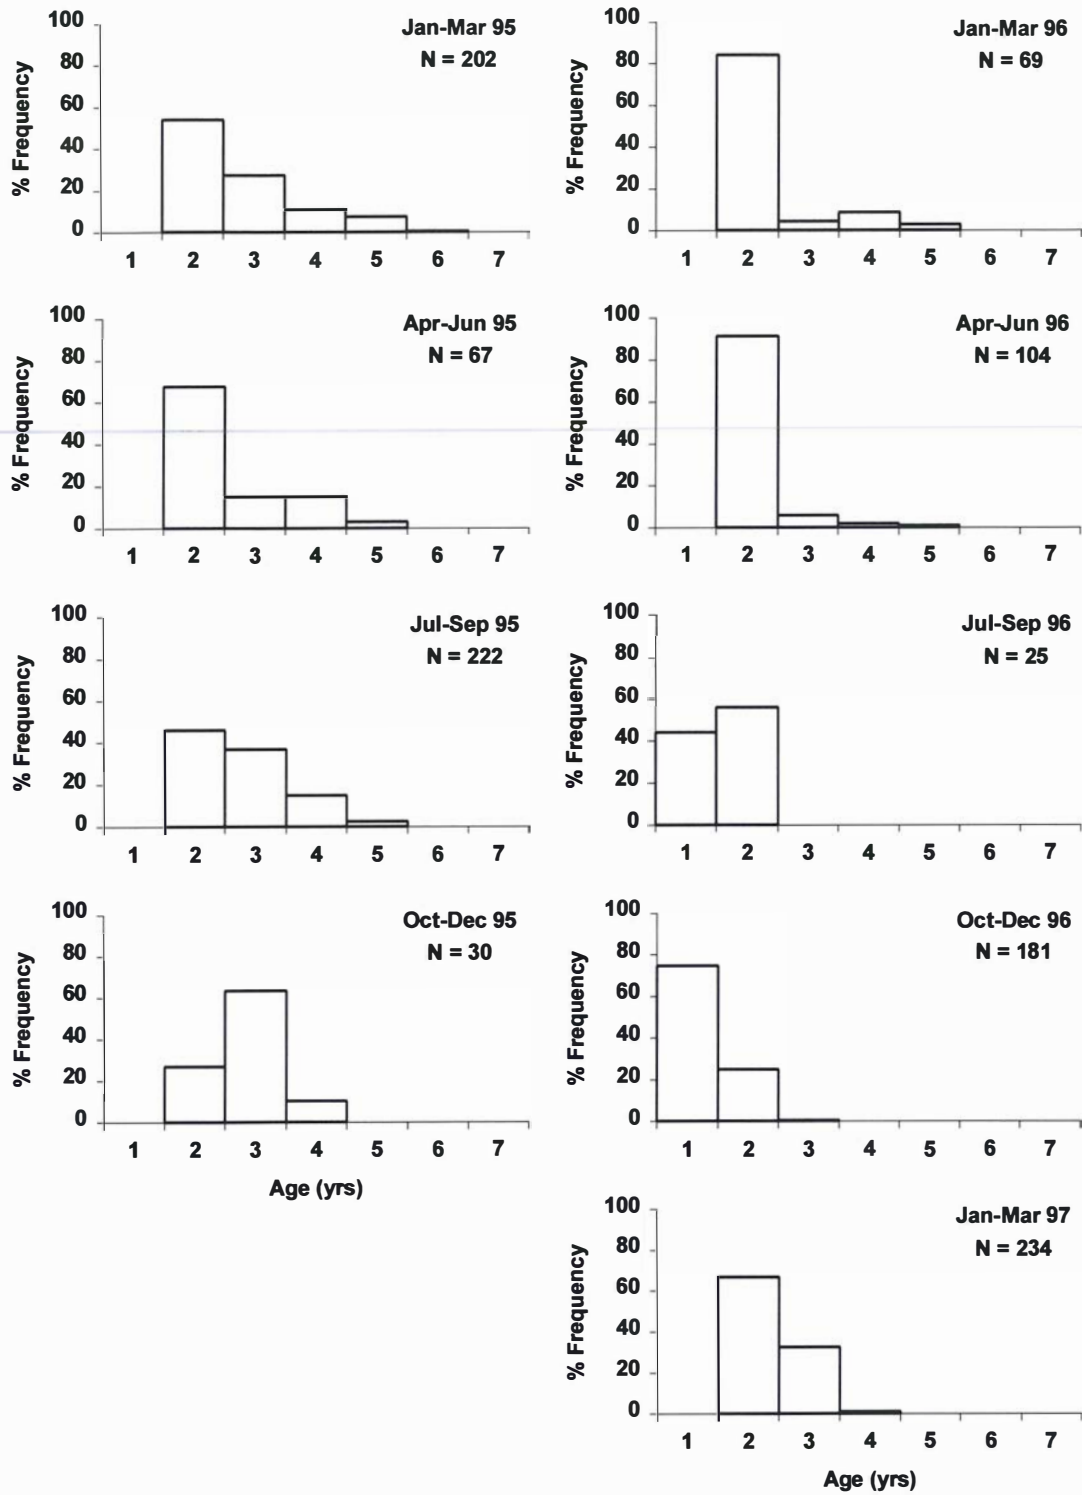 Jan-Mar 95
N = 202
% Frequency
100
80
60
40
20
0
1 2 3 4 5 6 7
Apr-Jun 95
N = 67
% Frequency
100
80
60
40
20
0
1 2 3 4 5 6 7
Jul-Sep 95
N = 222
% Frequency
100
80
60
40
20
0
1 2 3 4 5 6 7
Oct-Dec 95
N = 30
% Frequency
100
80
60
40
20
0
1 2 3 4 5 6 7
Age (yrs)
Jan-Mar 96
N = 69
% Frequency
100
80
60
40
20
0
1 2 3 4 5 6 7
Apr-Jun 96
N = 104
% Frequency
100
80
60
40
20
0
1 2 3 4 5 6 7
Jul-Sep 96
N = 25
% Frequency
100
80
60
40
20
0
1 2 3 4 5 6 7
Oct-Dec 96
N = 181
% Frequency
100
80
60
40
20
0
1 2 3 4 5 6 7
Jan-Mar 97
N = 234
% Frequency
100
80
60
40
20
0
1 2 3 4 5 6 7
Age (yrs)